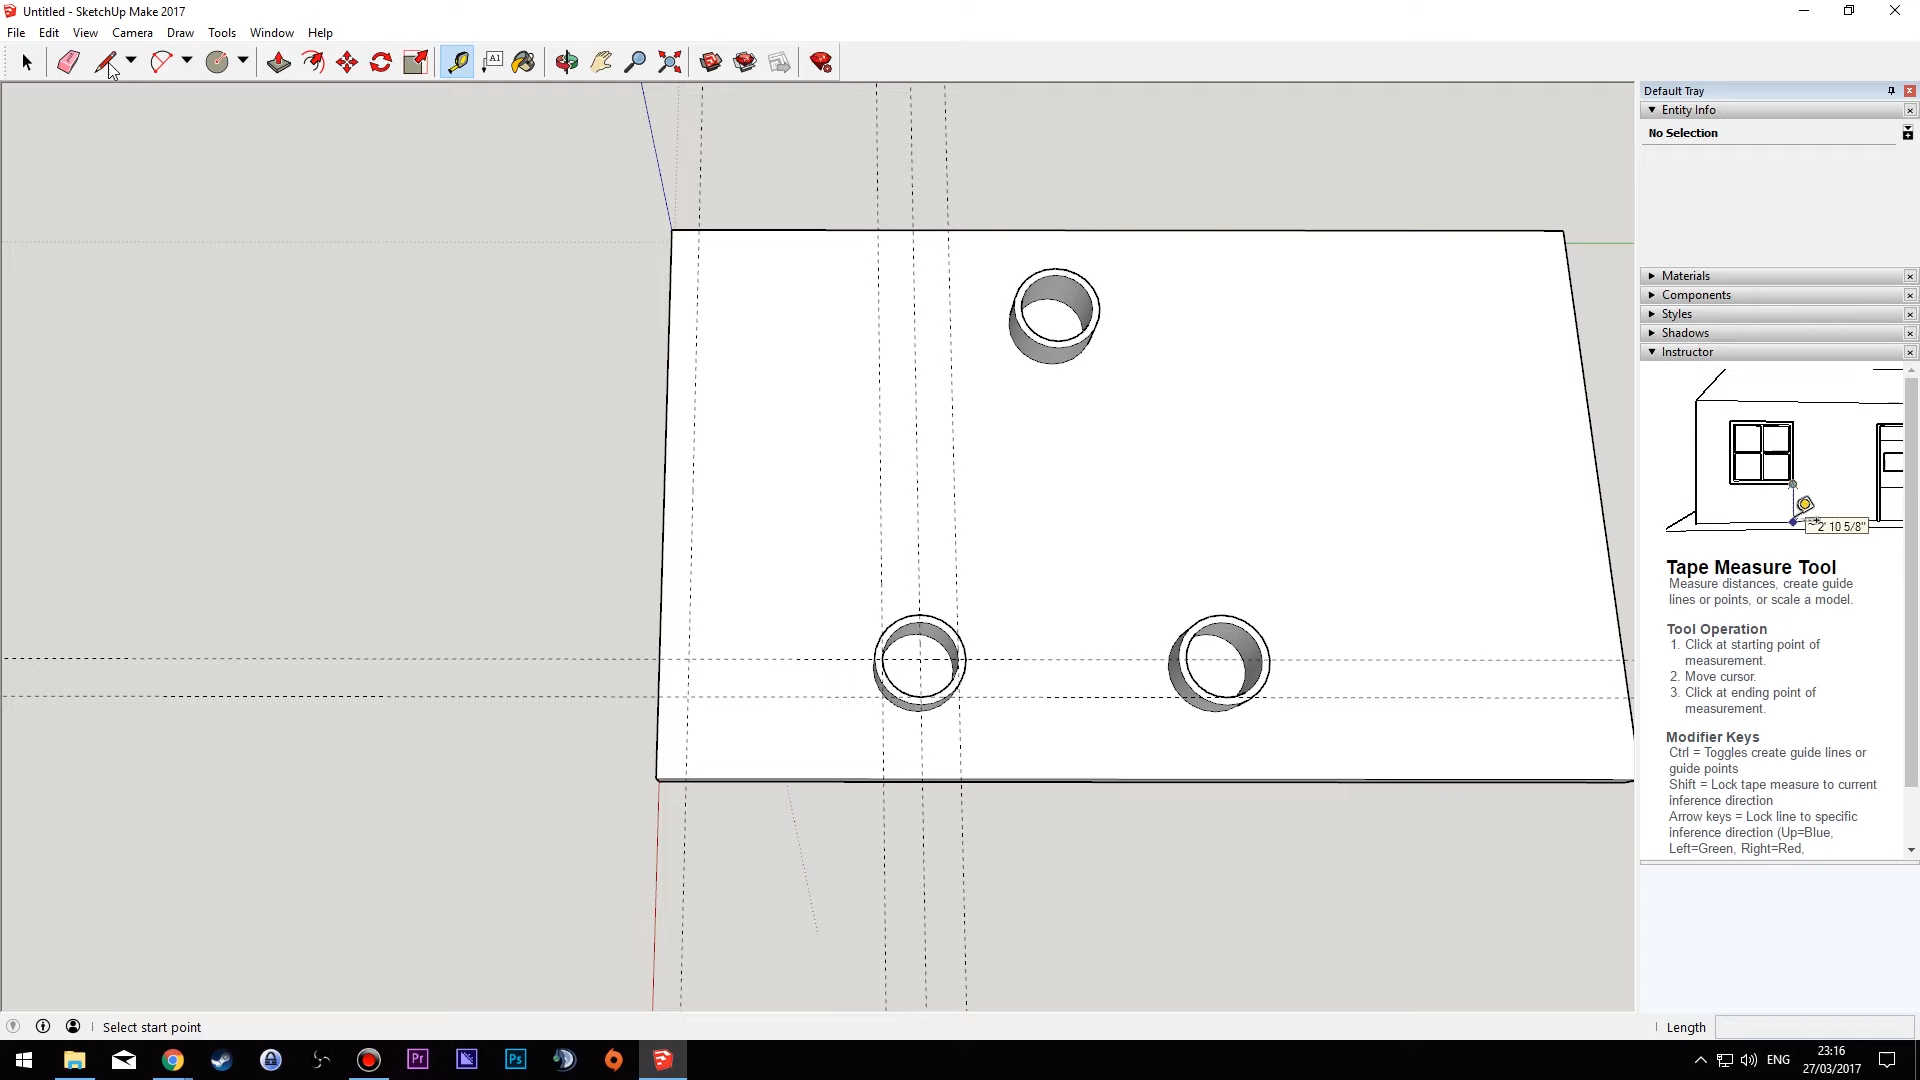 Untitled - SketchUp Make 2017
File Edit View Camera Draw Tools Window Help
A1
Default Tray
Entity Info
No Selection
Materials
Components
Styles
Shadows
Instructor
~ 2' 10 5/8"
Tape Measure Tool
Measure distances, create guide
lines or points, or scale a model.
Tool Operation
1. Click at starting point of
measurement.
2. Move cursor.
3. Click at ending point of
measurement.
Modifier Keys
Ctrl = Toggles create guide lines or
guide points
Shift = Lock tape measure to current
inference direction
Arrow keys = Lock line to specific
inference direction (Up=Blue,
Left=Green, Right=Red,
Select start point
Length
Pr
Ps
ENG
23:16
27/03/2017